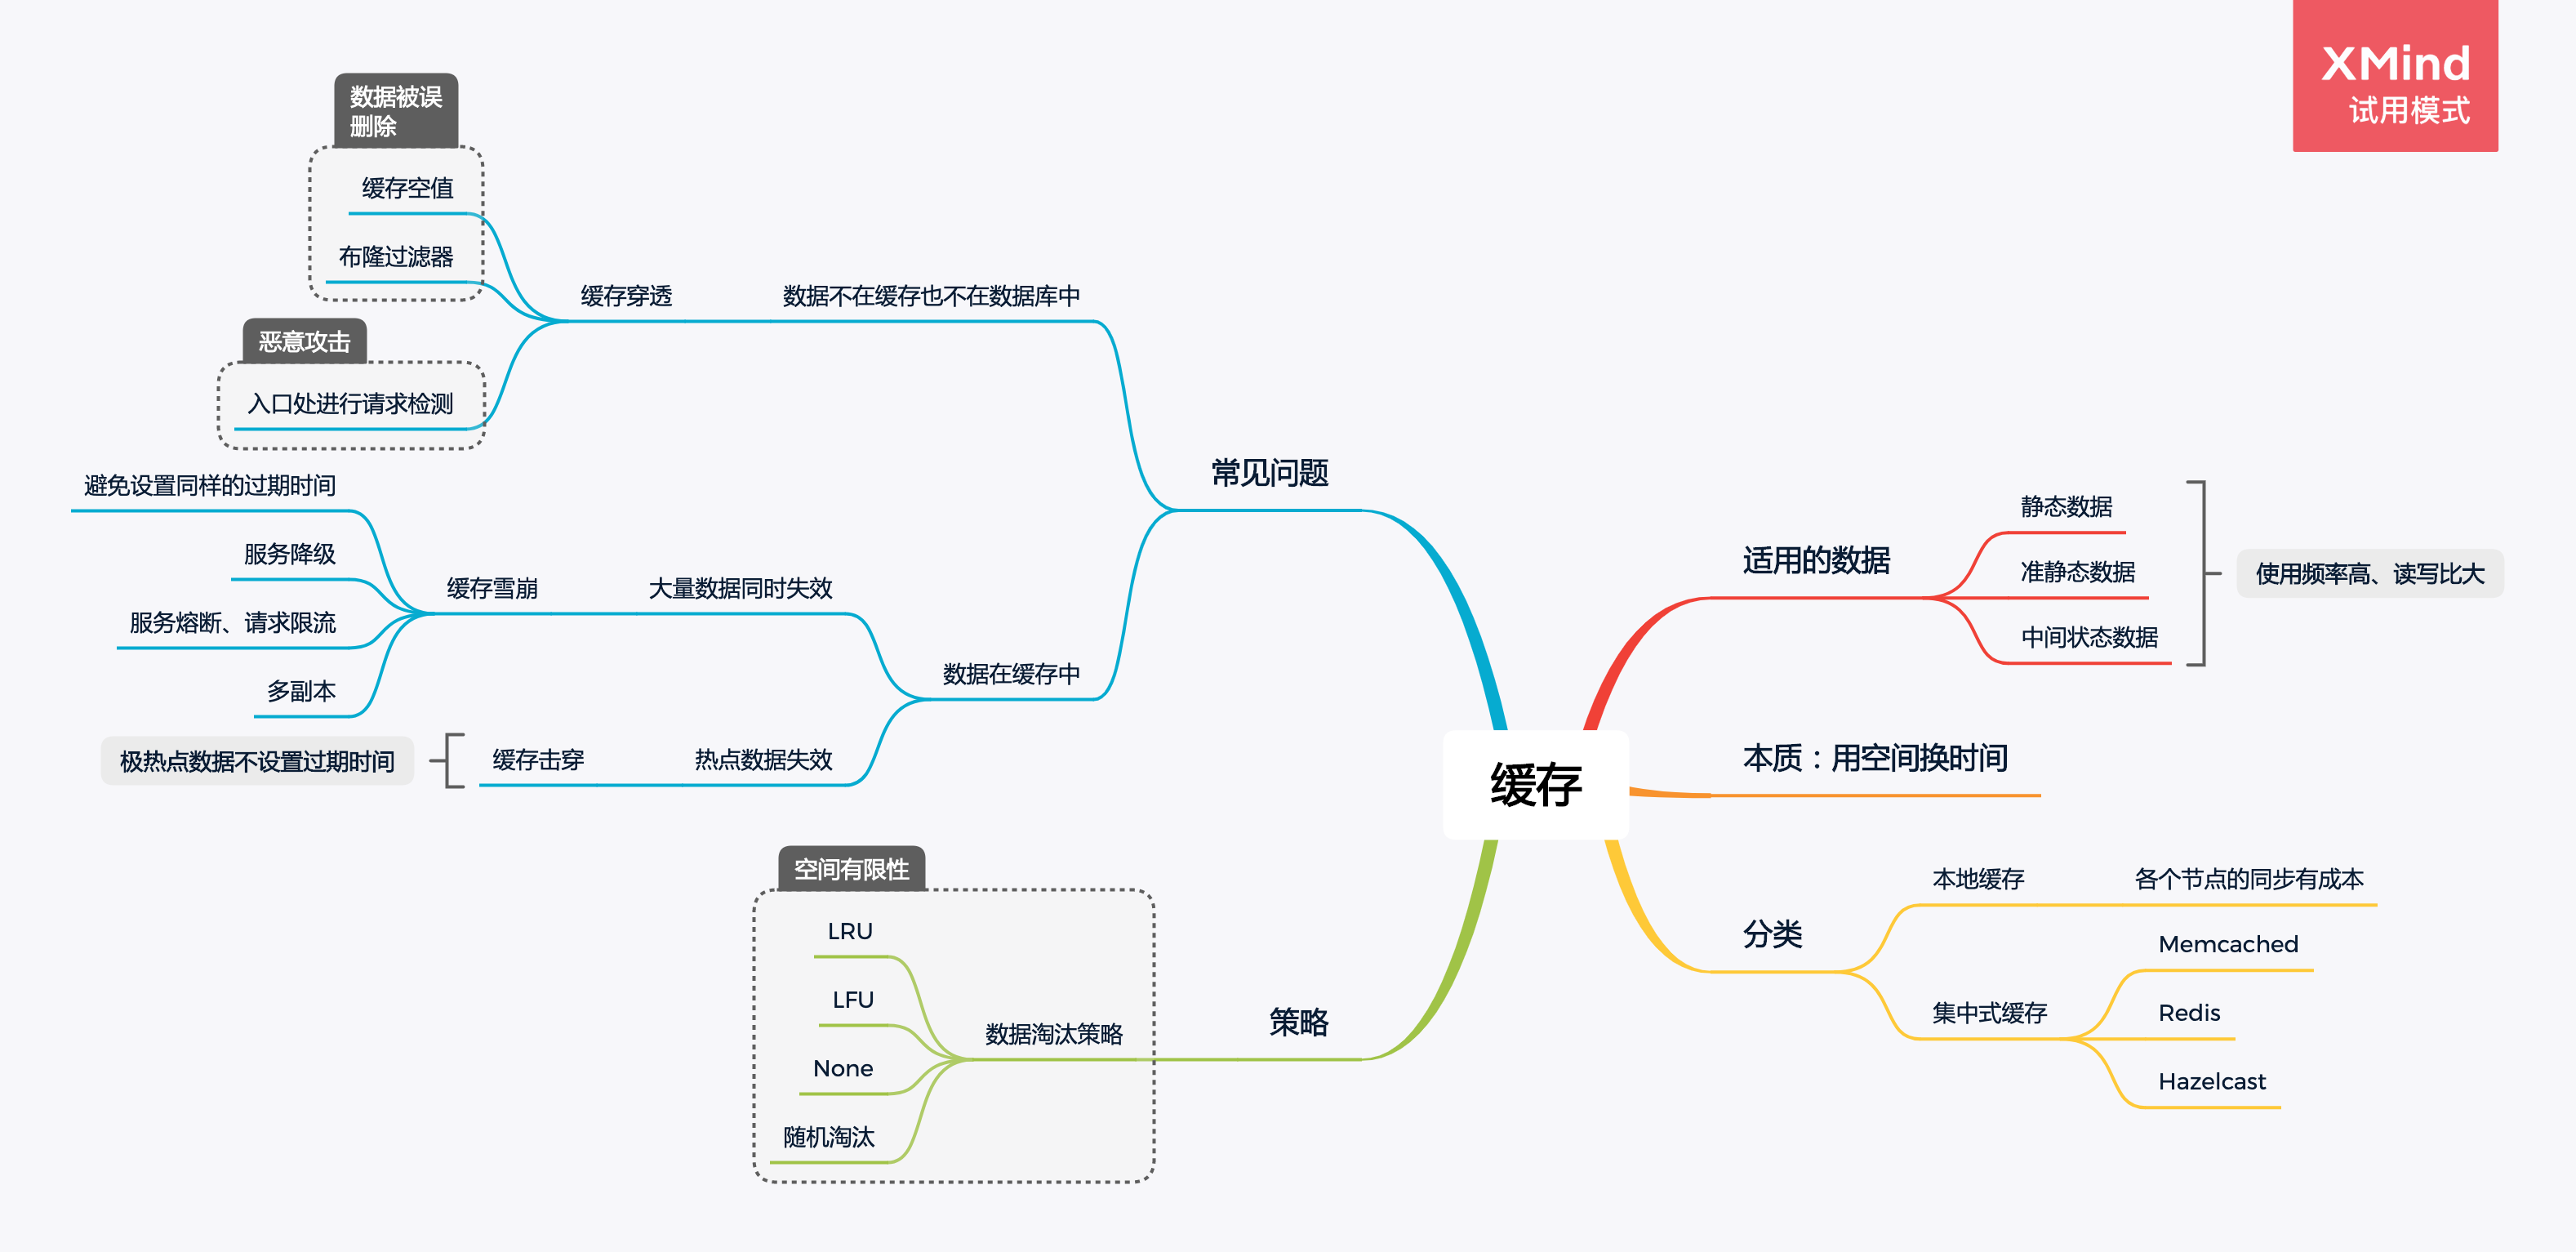 XMind
试用模式
缓存
适用的数据
静态数据
准静态数据
中间状态数据
使用频率高、读写比大
本质：用空间换时间
分类
本地缓存
各个节点的同步有成本
集中式缓存
Memcached
Redis
Hazelcast
常见问题
数据不在缓存也不在数据库中
缓存穿透
数据被误
删除
缓存空值
布隆过滤器
恶意攻击
入口处进行请求检测
数据在缓存中
大量数据同时失效
缓存雪崩
避免设置同样的过期时间
服务降级
服务熔断、请求限流
多副本
热点数据失效
缓存击穿
极热点数据不设置过期时间
策略
空间有限性
数据淘汰策略
LRU
LFU
None
随机淘汰